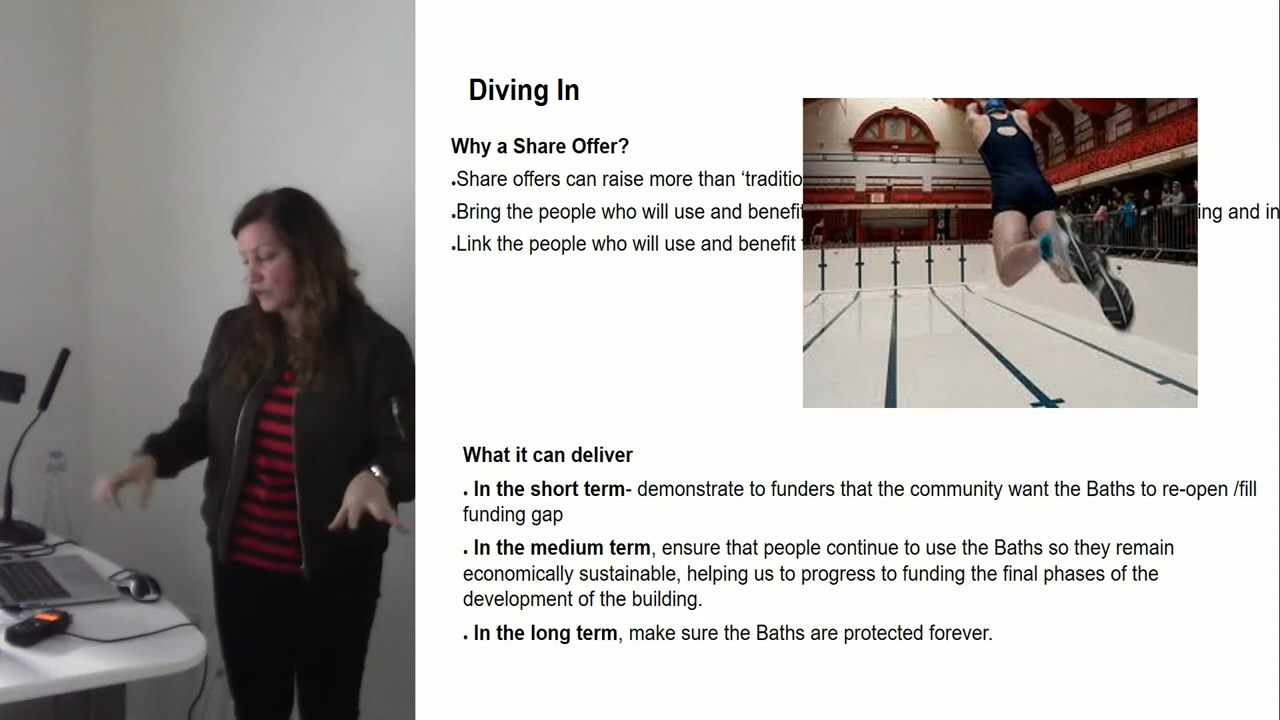 Diving In
Why a Share Offer?
.Share offers can raise more than ‘traditio
.Bring the people who will use and benefit ing and in
.Link the people who will use and benefit
What it can deliver
. In the short term- demonstrate to funders that the community want the Baths to re-open /fill
funding gap
. In the medium term, ensure that people continue to use the Baths so they remain
economically sustainable, helping us to progress to funding the final phases of the
development of the building.
. In the long term, make sure the Baths are protected forever.